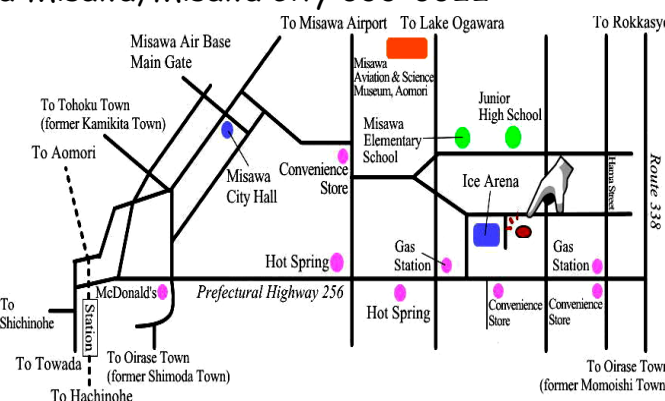 To Misawa Airport
To Lake Ogawara
To Rokkasyo
Misawa Air Base
Main Gate
Misawa
Aviation & Science
Museum, Aomori
To Tohoku Town
(former Kamikita Town)
Junior
High School
Misawa
Elementary
School
To Aomori
Convenience
Store
Misawa
City Hall
Ice Arena
Hama Street
Route 338
Hot Spring
Gas
Station
Gas
Station
McDonald's
Prefectural Highway 256
Hot Spring
Convenience
Store
Convenience
Store
To
Shichinohe
Station
To Towada
To Oirase Town
(former Shimoda Town)
To Oirase Town
(former Momoishi Town)
To Hachinohe